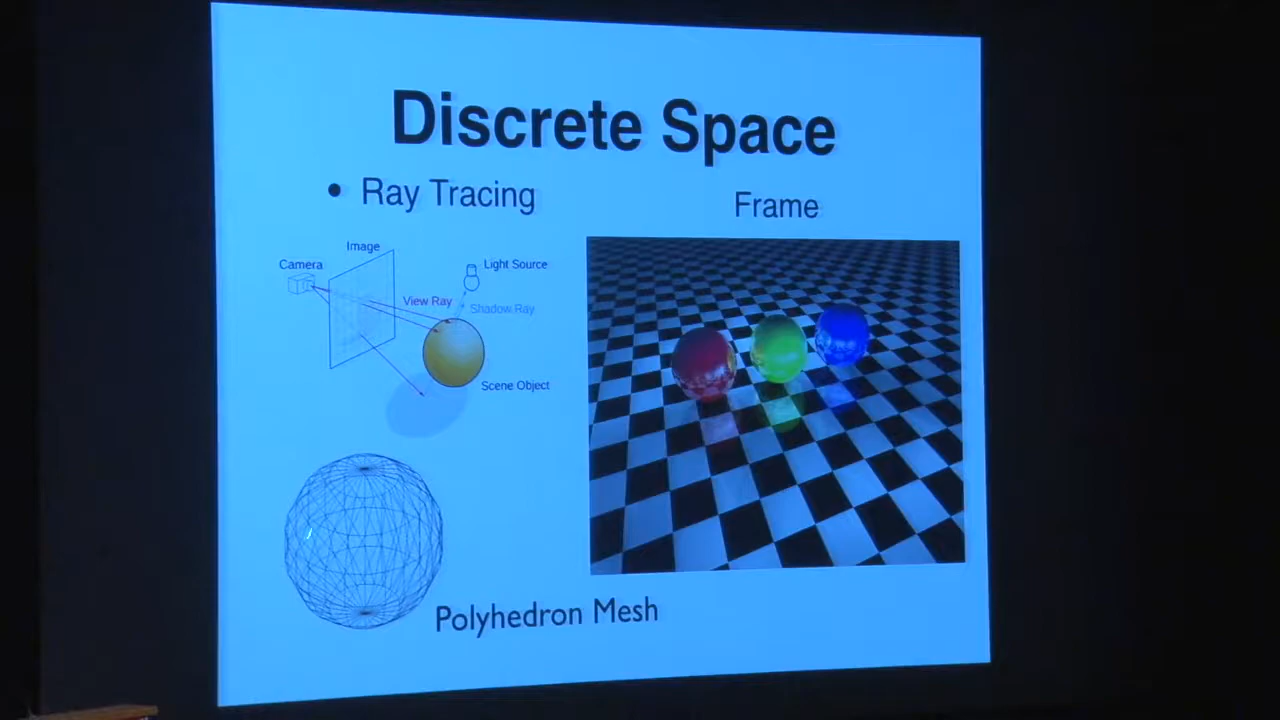 Discrete Space
• Ray Tracing
Frame
Image
Camera
Light Source
View Ray
Shadow Ray
Scene Object
Polyhedron Mesh